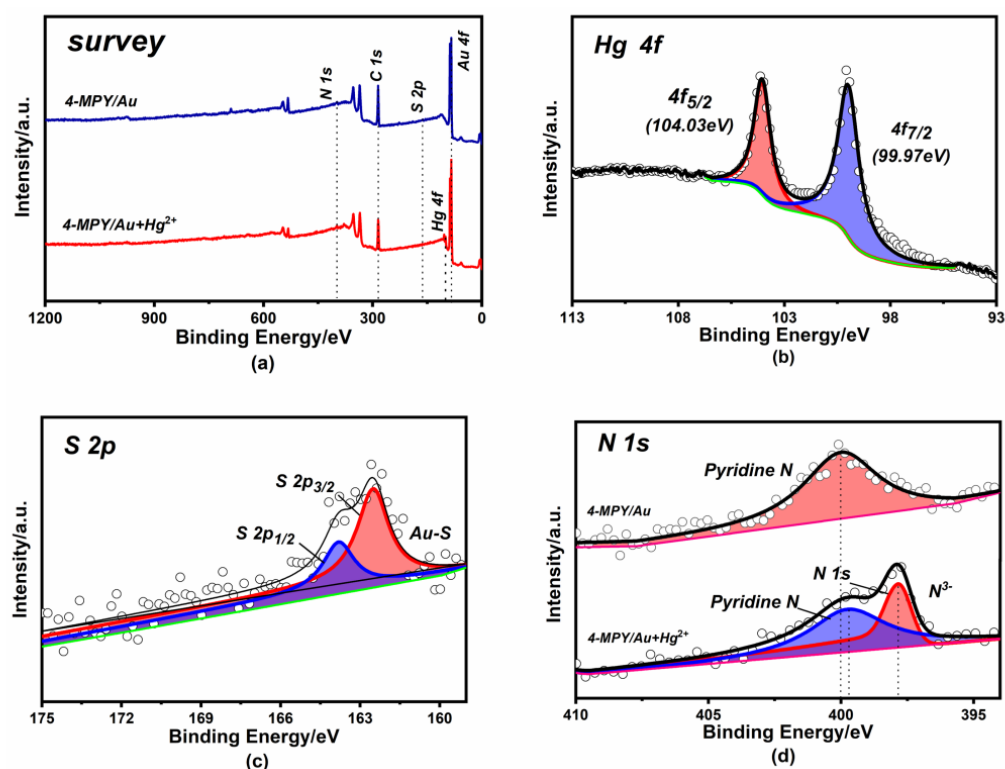 survey
4-MPY/Au
N 1s
C 1s
S 2p
Au 4f
4-MPY/Au+Hg²⁺
Hg 4f
Intensity/a.u.
1200 900 600 300 0
Binding Energy/eV
(a)
Hg 4f
4f5/2
(104.03eV)
4f7/2
(99.97eV)
Intensity/a.u.
113 108 103 98 93
Binding Energy/eV
(b)
S 2p
S 2p3/2
S 2p1/2
Au-S
Intensity/a.u.
175 172 169 166 163 160
Binding Energy/eV
(c)
N 1s
Pyridine N
4-MPY/Au
N 1s
N³⁻
Pyridine N
4-MPY/Au+Hg²⁺
Intensity/a.u.
410 405 400 395
Binding Energy/eV
(d)